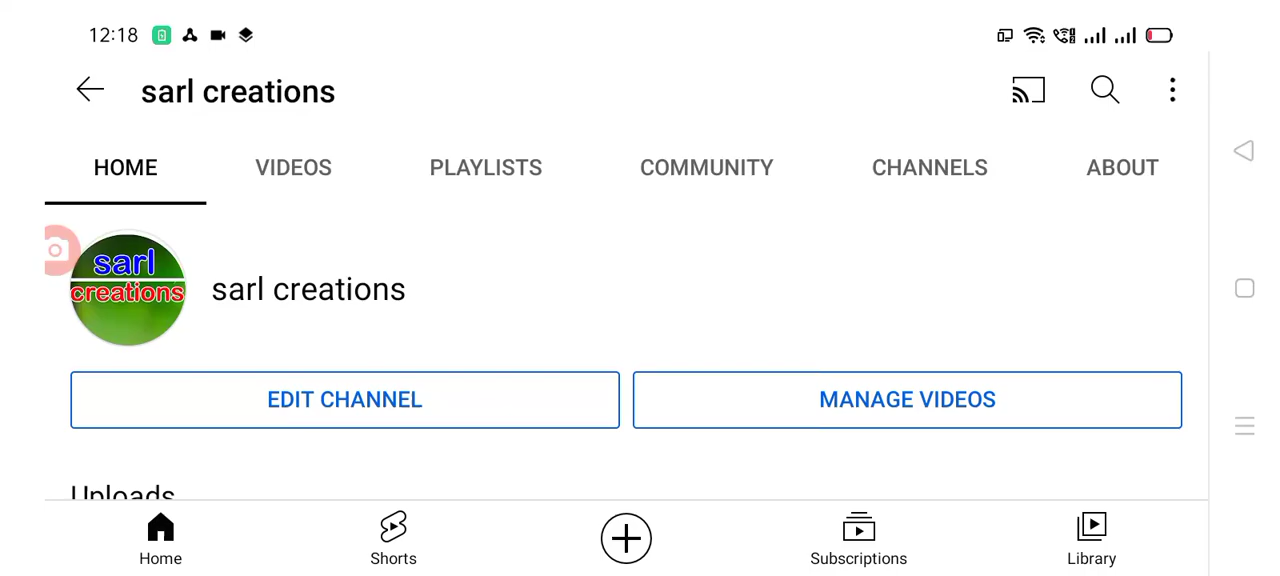 12:18
sarl creations
HOME VIDEOS PLAYLISTS COMMUNITY CHANNELS ABOUT
sarl
creations
sarl creations
EDIT CHANNEL MANAGE VIDEOS
Uploads
Home Shorts Subscriptions Library